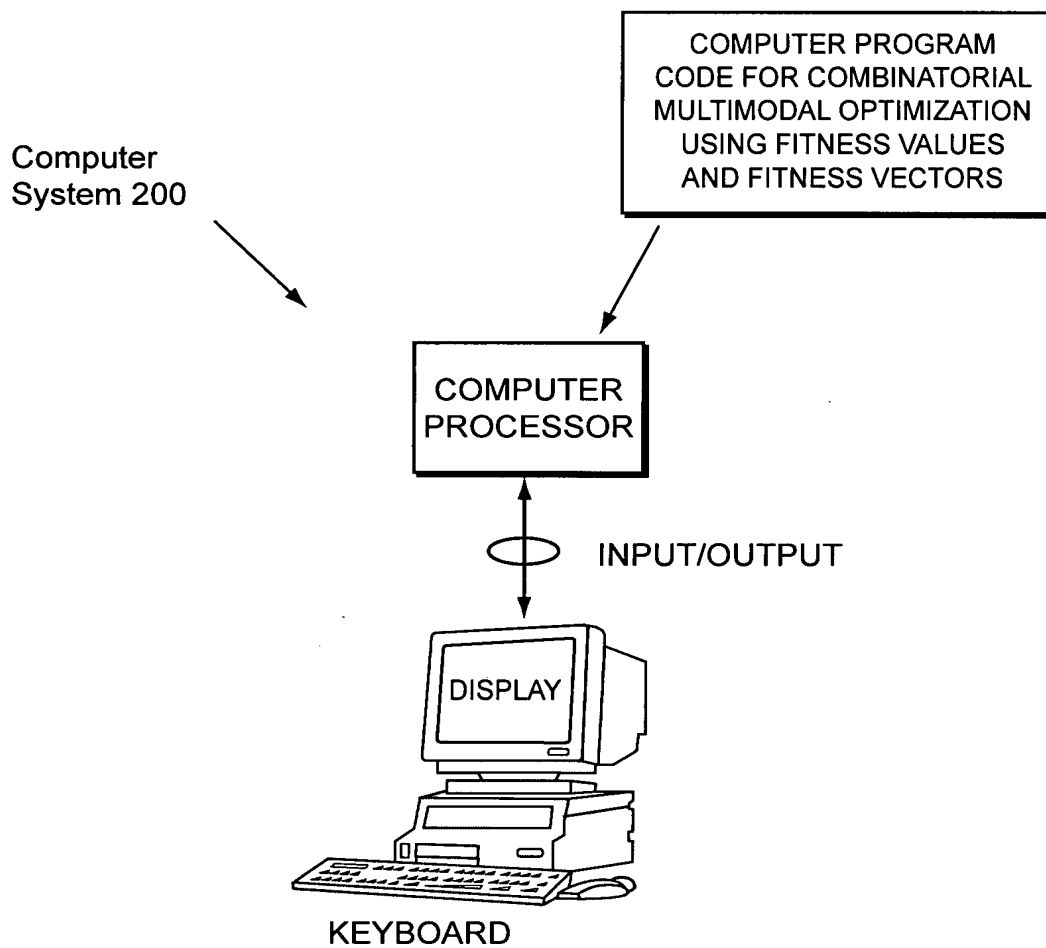 COMPUTER PROGRAM
CODE FOR COMBINATORIAL
MULTIMODAL OPTIMIZATION
USING FITNESS VALUES
AND FITNESS VECTORS
Computer
System 200
COMPUTER
PROCESSOR
INPUT/OUTPUT
DISPLAY
KEYBOARD